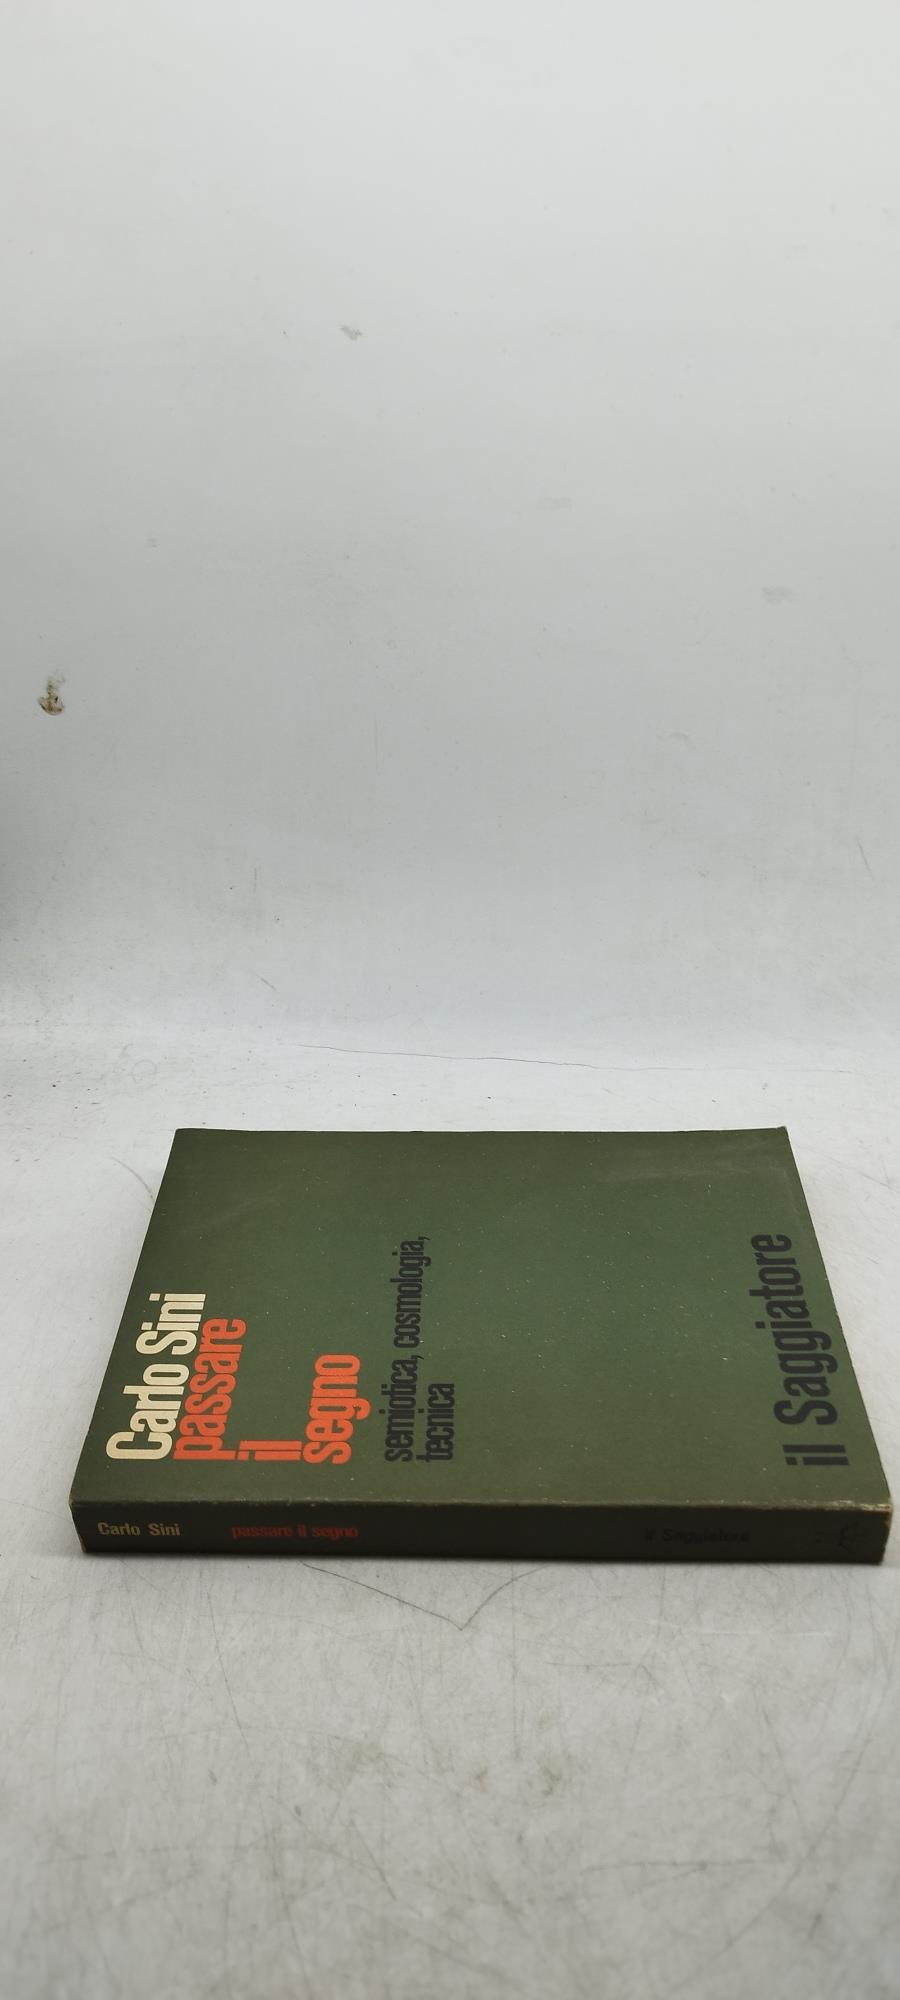 Carlo Sini
passare
il
segno
semiotica, cosmologia,
tecnica
il Saggiatore
Carlo Sini passare il segno il Saggiatore